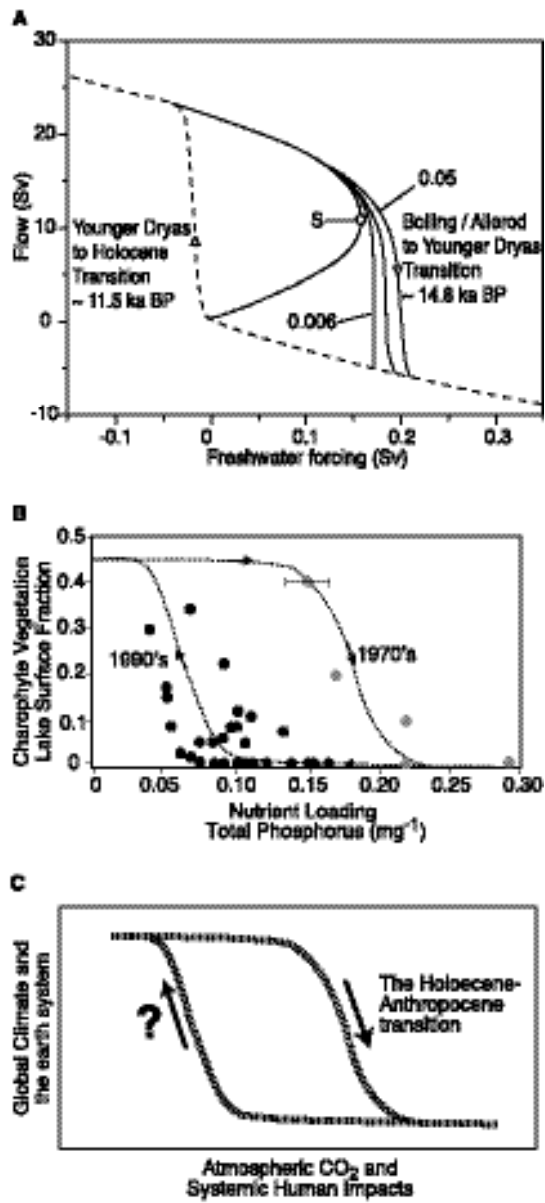 A
30
20
10
0
-10
Flow (Sv)
0.05
S
Bolling / Allerod
to Younger Dryas
Transition
~ 14.8 ka BP
Younger Dryas
to Holocene
Transition
~ 11.5 ka BP
0.006
-0.1 0 0.1 0.2 0.3
Freshwater forcing (Sv)
B
0.5
0.4
0.3
0.2
0.1
0
Charophyte Vegetation
Lake Surface Fraction
1990's
1970's
0 0.05 0.10 0.15 0.20 0.25 0.30
Nutrient Loading
Total Phosphorus (mg-1)
C
Global Climate and
the earth system
?
The Holocene-
Anthropocene
transition
Atmospheric CO2 and
Systemic Human Impacts